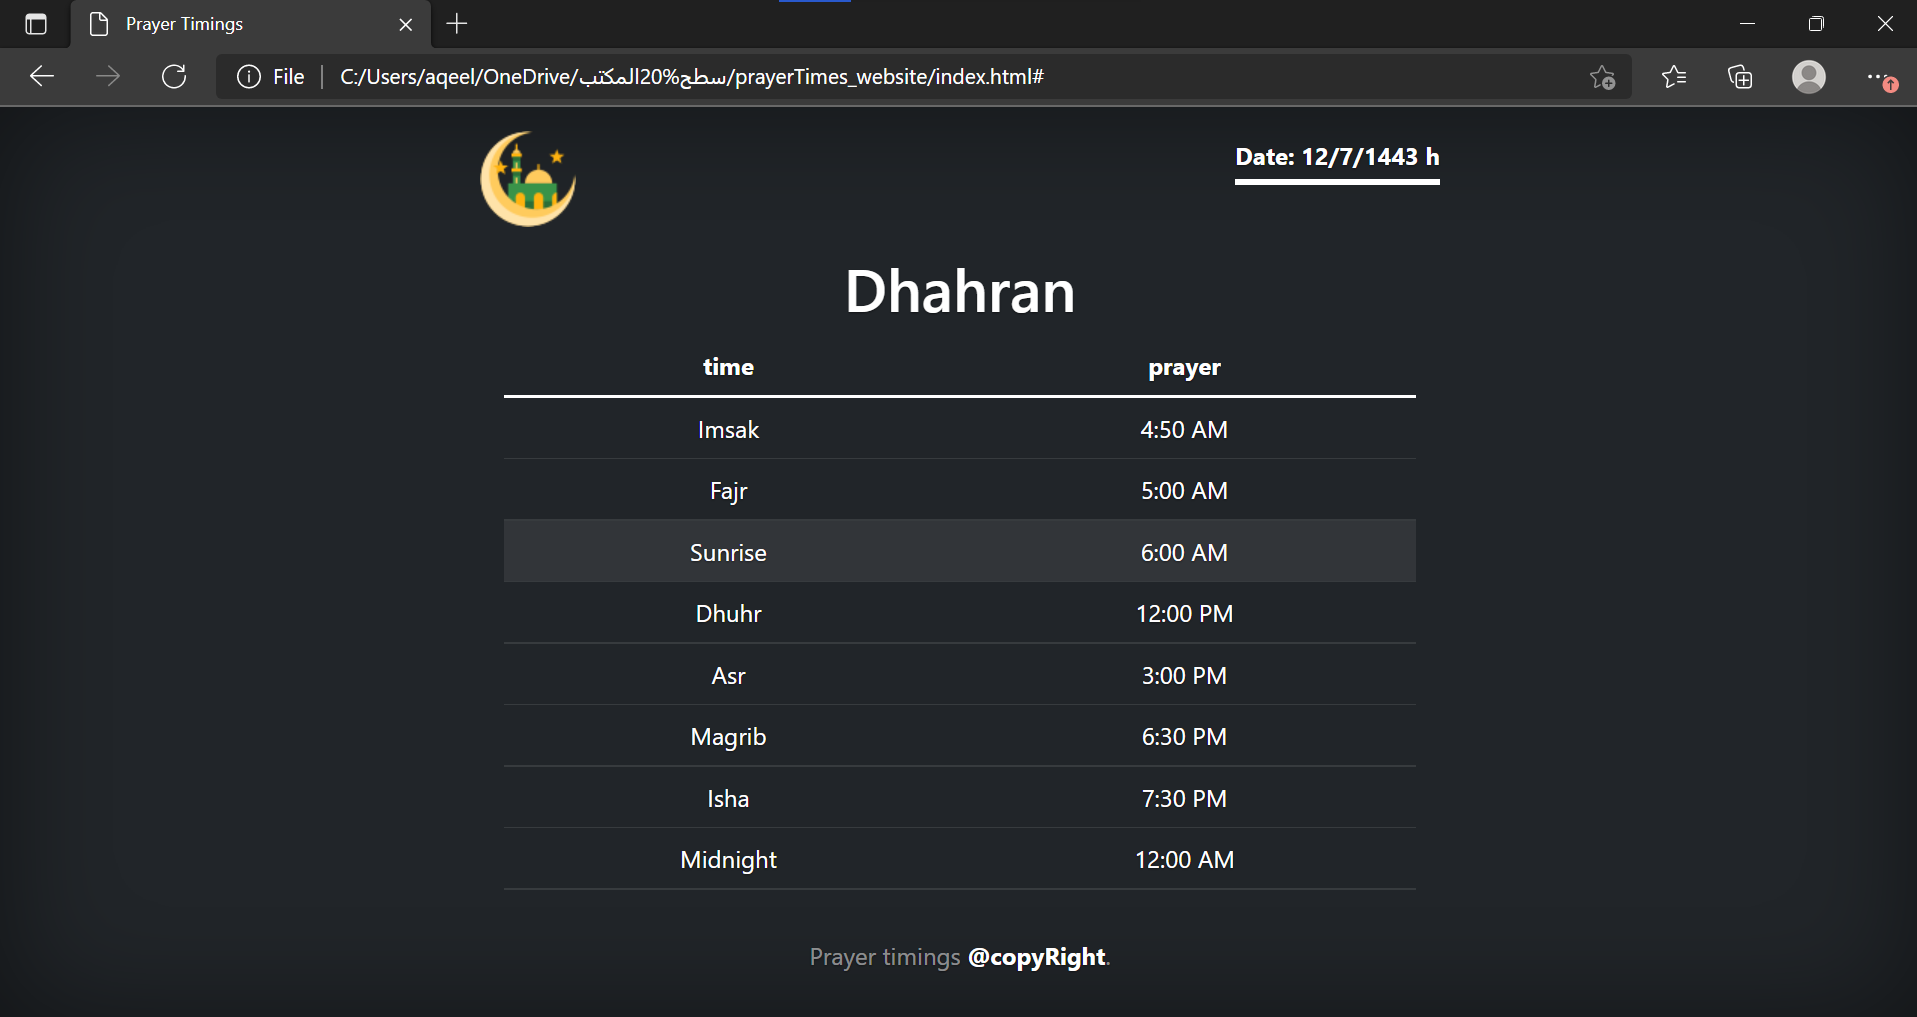 Prayer Timings
File C:/Users/aqeel/OneDrive/سطح%20المكتب/prayerTimes_website/index.html#
Date: 12/7/1443 h
Dhahran
time prayer
Imsak 4:50 AM
Fajr 5:00 AM
Sunrise 6:00 AM
Dhuhr 12:00 PM
Asr 3:00 PM
Magrib 6:30 PM
Isha 7:30 PM
Midnight 12:00 AM
Prayer timings @copyRight.